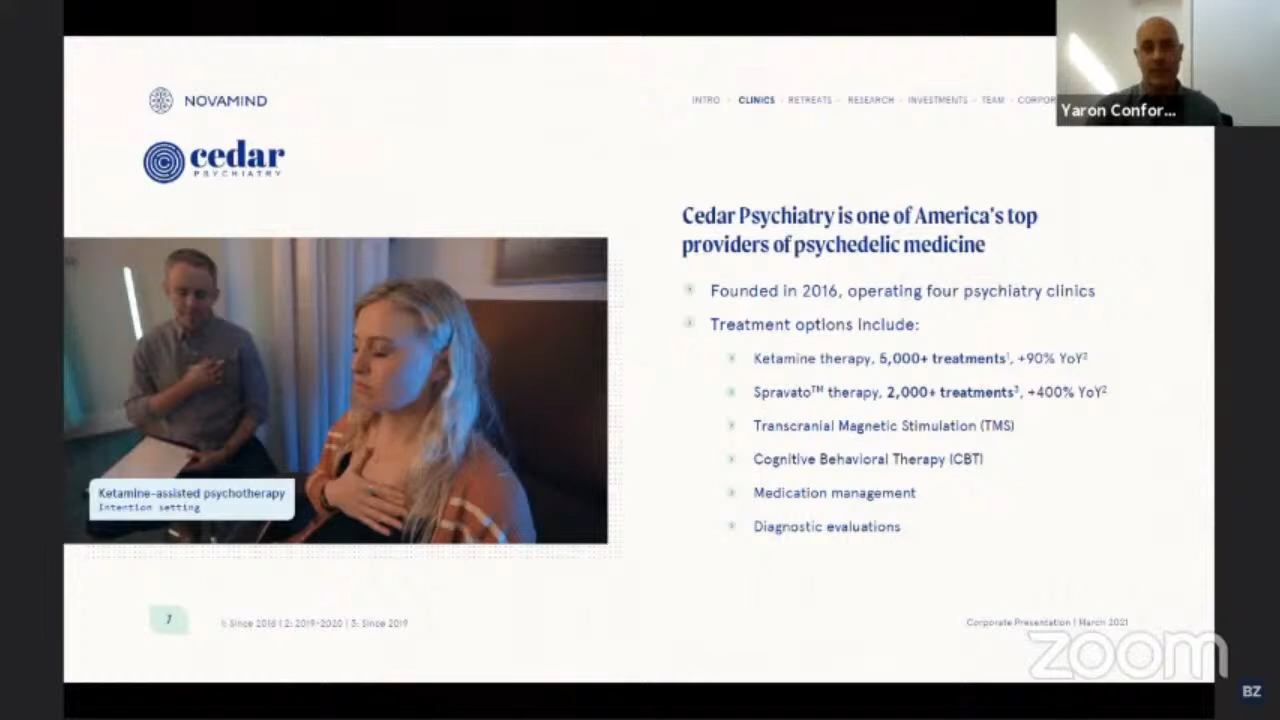 NOVAMIND
INTRO · CLINICS · RETREATS · RESEARCH · INVESTMENTS · TEAM · CORPOR
Yaron Confor...
cedar
PSYCHIATRY
Cedar Psychiatry is one of America's top
providers of psychedelic medicine
Founded in 2016, operating four psychiatry clinics
Treatment options include:
Ketamine therapy, 5,000+ treatments¹, +90% YoY²
Spravato™ therapy, 2,000+ treatments³, +400% YoY²
Transcranial Magnetic Stimulation (TMS)
Cognitive Behavioral Therapy (CBT)
Medication management
Diagnostic evaluations
Ketamine-assisted psychotherapy
Intention setting
7
1: Since 2016 | 2: 2019-2020 | 3: Since 2019
Corporate Presentation | March 2021
zoom
BZ